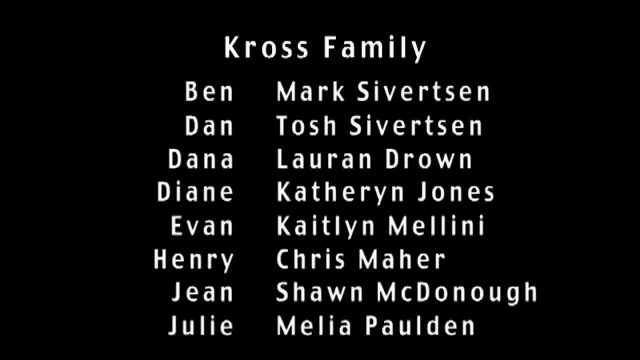 Kross Family
Ben Mark Sivertsen
Dan Tosh Sivertsen
Dana Lauran Drown
Diane Katheryn Jones
Evan Kaitlyn Mellini
Henry Chris Maher
Jean Shawn McDonough
Julie Melia Paulden